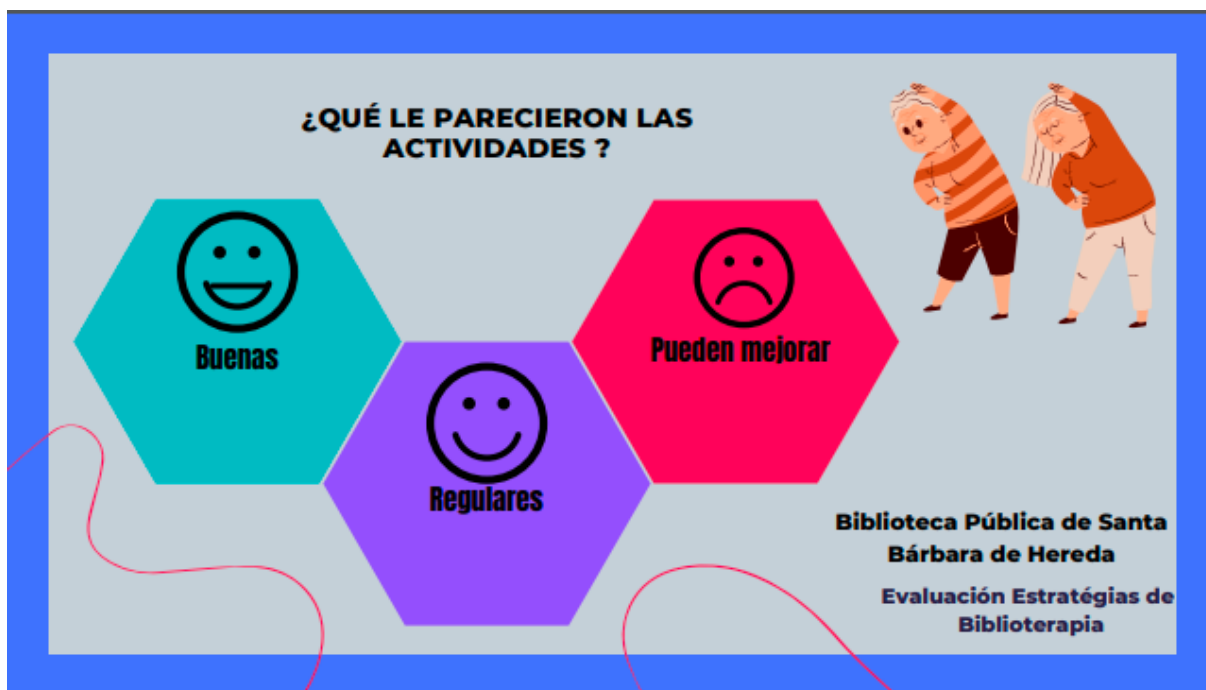 ¿QUÉ LE PARECIERON LAS
ACTIVIDADES ?
Buenas
Regulares
Pueden mejorar
Biblioteca Pública de Santa
Bárbara de Hereda
Evaluación Estratégias de
Biblioterapia